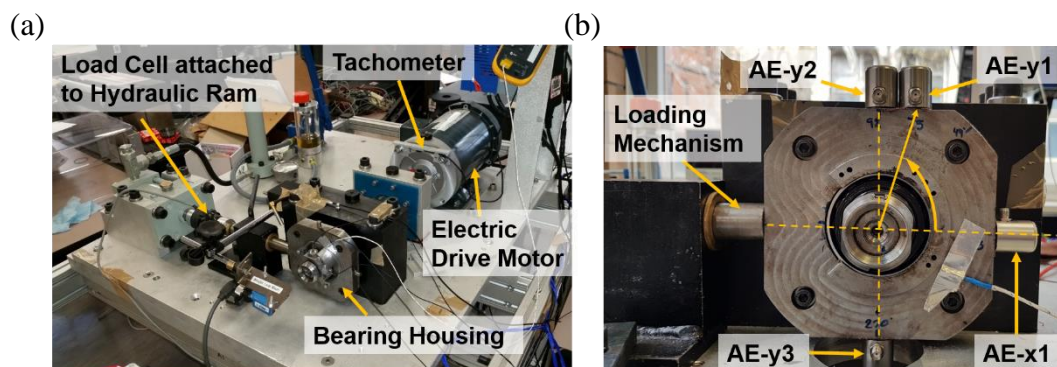 (a)
Load Cell attached
to Hydraulic Ram
Tachometer
Electric
Drive Motor
Bearing Housing
(b)
AE-y2
AE-y1
Loading
Mechanism
AE-y3
AE-x1